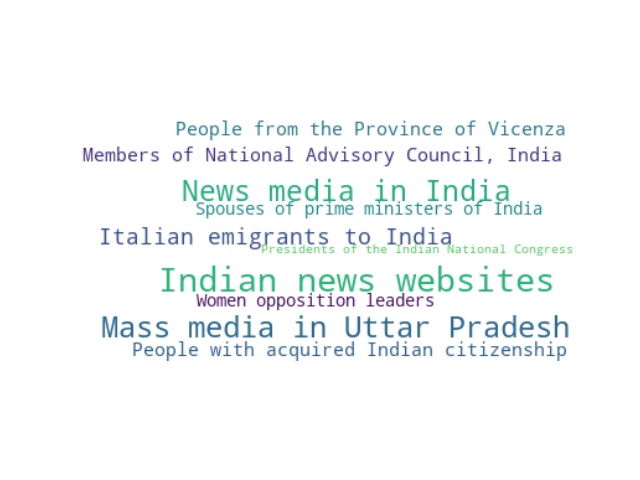 People from the Province of Vicenza
Members of National Advisory Council, India
News media in India
Spouses of prime ministers of India
Italian emigrants to India
Presidents of the Indian National Congress
Indian news websites
Women opposition leaders
Mass media in Uttar Pradesh
People with acquired Indian citizenship